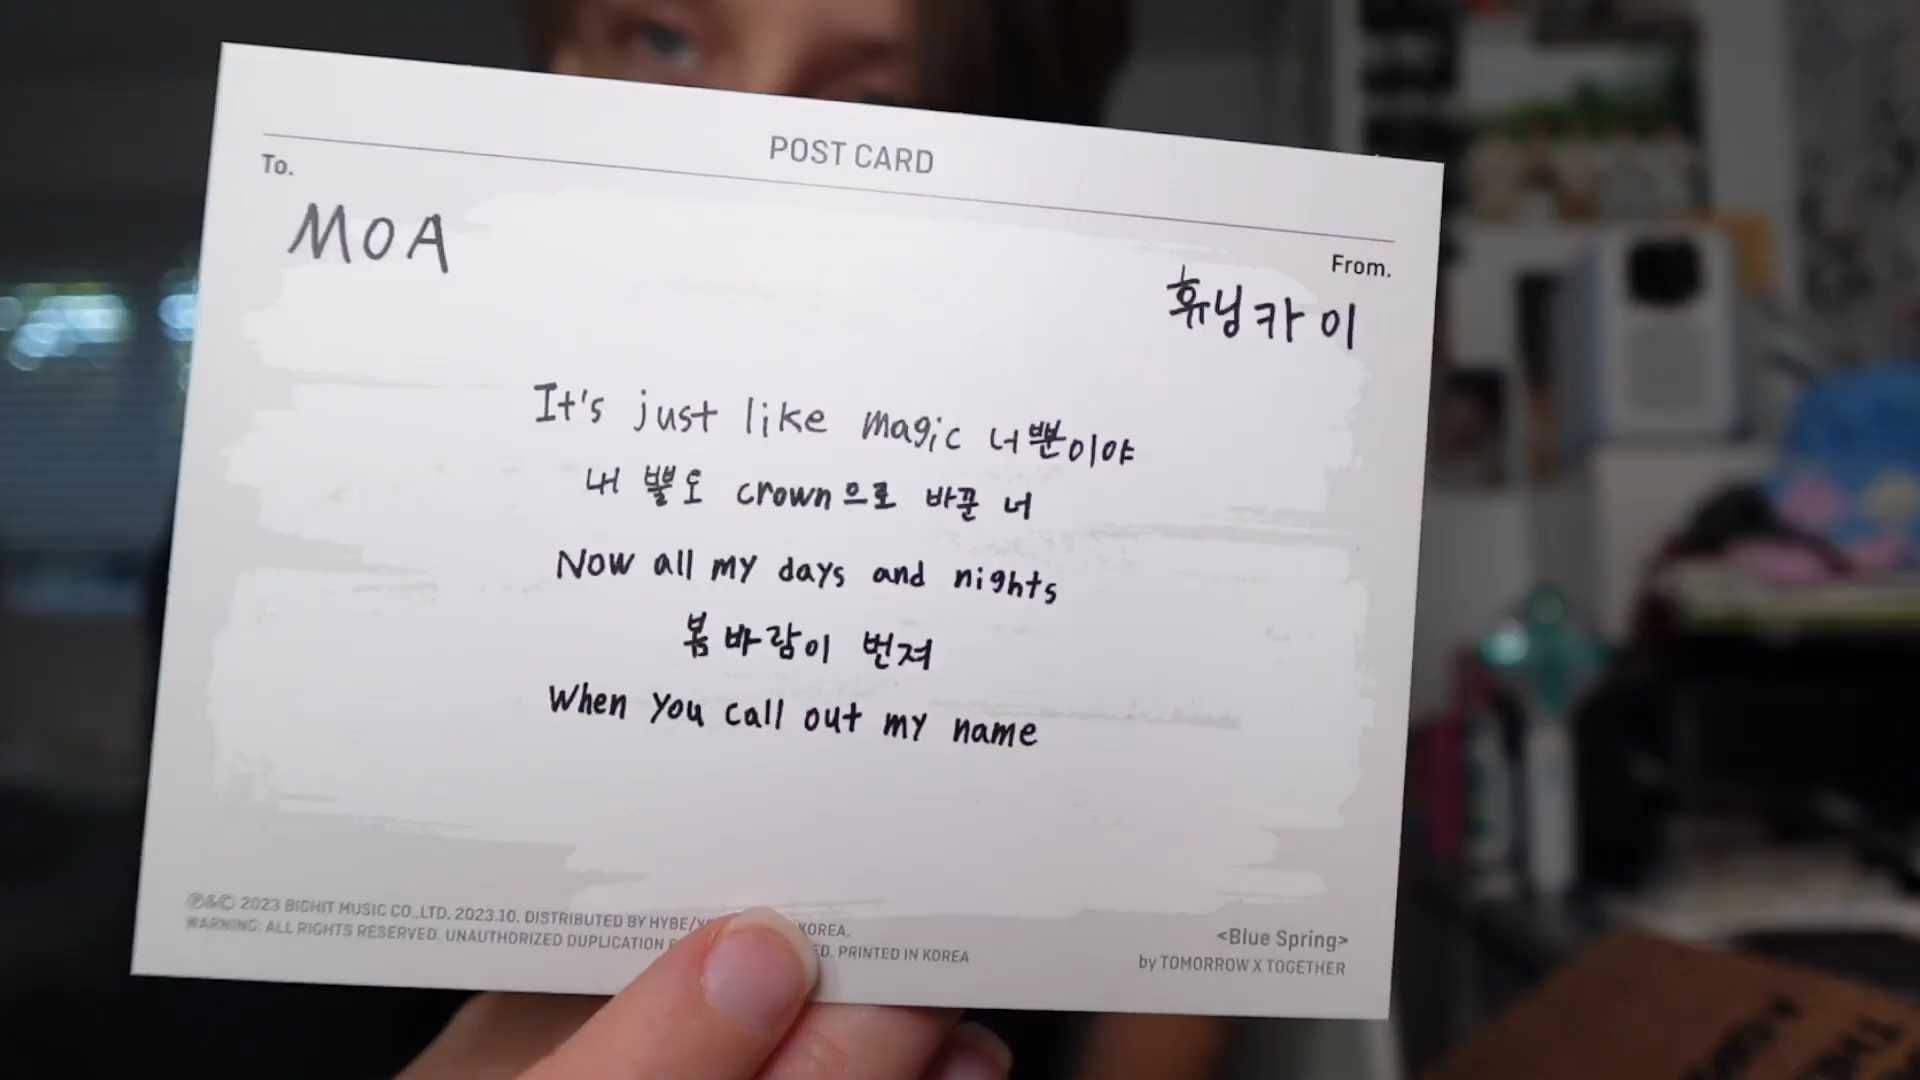 POST CARD
To.
MOA
From.
휴닝카이
It's just like magic 너뿐이야
내 뿔도 crown으로 바꾼 너
Now all my days and nights
봄바람이 번져
When you call out my name
Ⓟ&Ⓒ 2023 BIGHIT MUSIC CO.,LTD. 2023.10. DISTRIBUTED BY HYBE/ KOREA.
WARNING: ALL RIGHTS RESERVED. UNAUTHORIZED DUPLICATION PRINTED IN KOREA
<Blue Spring>
by TOMORROW X TOGETHER